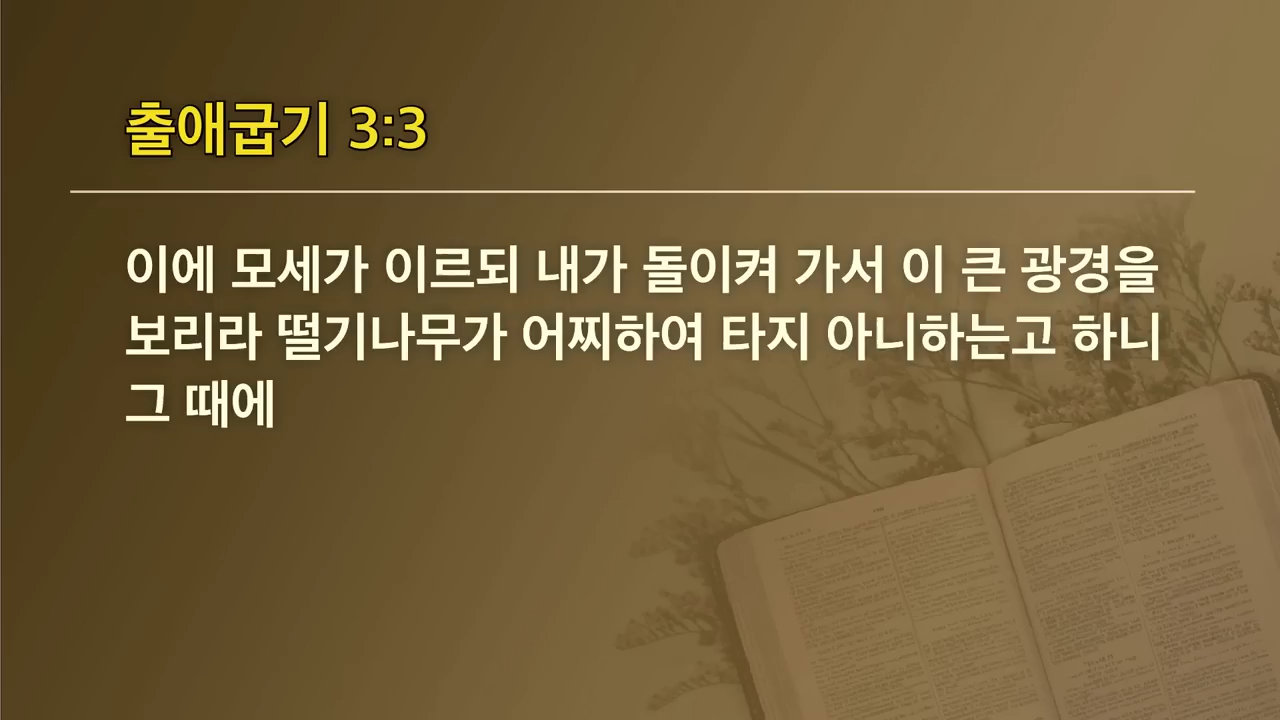 출애굽기 3:3
이에 모세가 이르되 내가 돌이켜 가서 이 큰 광경을
보리라 떨기나무가 어찌하여 타지 아니하는고 하니
그 때에